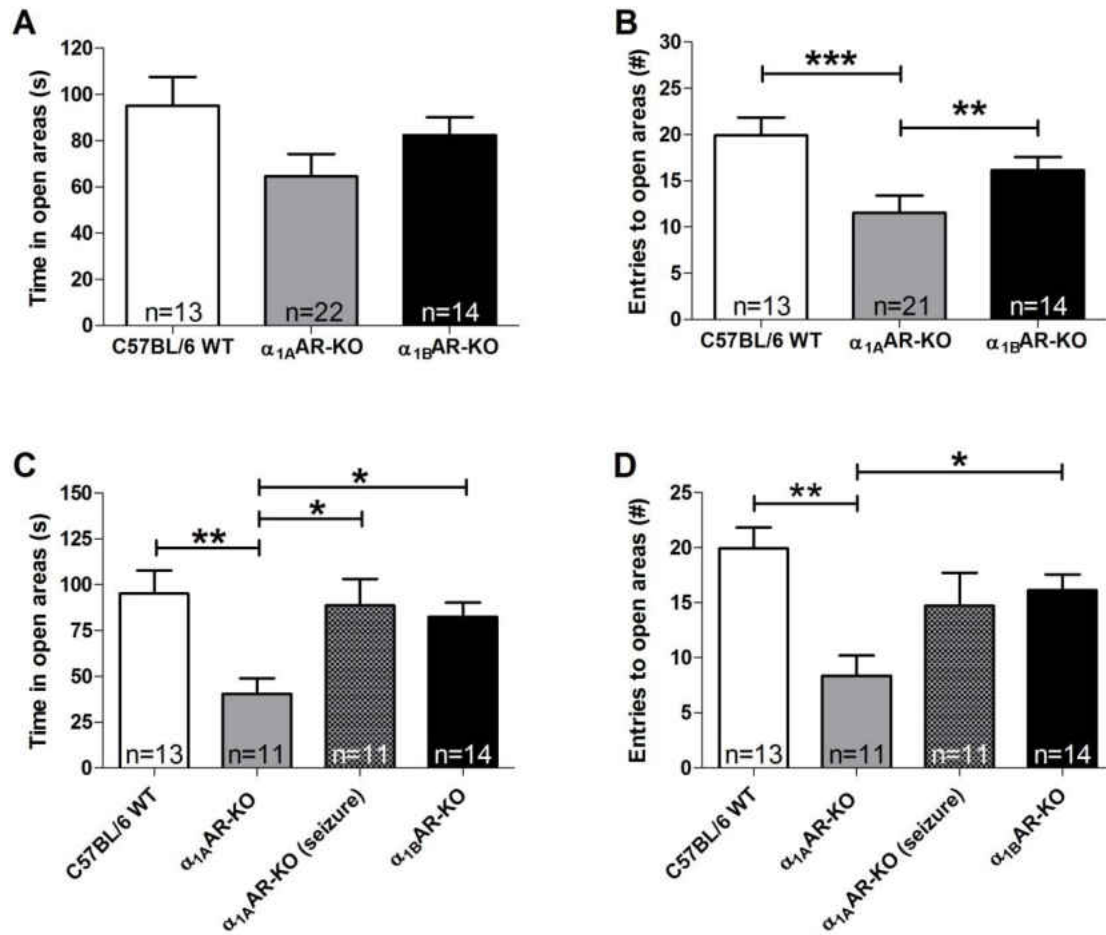 A
Time in open areas (s)
120
100
80
60
40
20
0
n=13
n=22
n=14
C57BL/6 WT
α1AAR-KO
α1BAR-KO
B
Entries to open areas (#)
30
25
20
15
10
5
0
***
**
n=13
n=21
n=14
C57BL/6 WT
α1AAR-KO
α1BAR-KO
C
Time in open areas (s)
150
125
100
75
50
25
0
*
*
**
n=13
n=11
n=11
n=14
C57BL/6 WT
α1AAR-KO
α1AAR-KO (seizure)
α1BAR-KO
D
Entries to open areas (#)
25
20
15
10
5
0
*
**
n=13
n=11
n=11
n=14
C57BL/6 WT
α1AAR-KO
α1AAR-KO (seizure)
α1BAR-KO